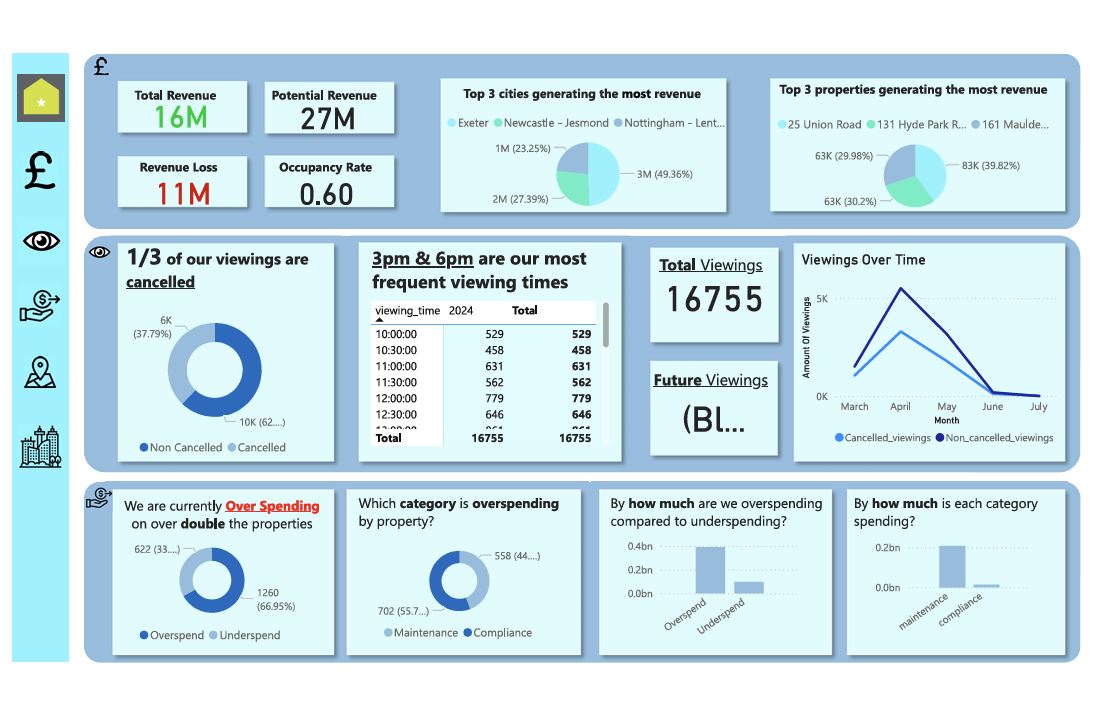 £
Total Revenue
16M
Potential Revenue
27M
Revenue Loss
11M
Occupancy Rate
0.60
Top 3 cities generating the most revenue
Exeter Newcastle - Jesmond Nottingham - Lent...
1M (23.25%)
3M (49.36%)
2M (27.39%)
Top 3 properties generating the most revenue
25 Union Road 131 Hyde Park R... 161 Maulde...
63K (29.98%)
83K (39.82%)
63K (30.2%)
£
1/3 of our viewings are
cancelled
6K
(37.79%)
10K (62....)
Non Cancelled Cancelled
3pm & 6pm are our most
frequent viewing times
viewing_time 2024 Total
10:00:00 529 529
10:30:00 458 458
11:00:00 631 631
11:30:00 562 562
12:00:00 779 779
12:30:00 646 646
Total 16755 16755
Total Viewings
16755
Future Viewings
(Bl...
Viewings Over Time
Amount Of Viewings
5K
0K
March April May June July
Month
Cancelled_viewings Non_cancelled_viewings
We are currently Over Spending
on over double the properties
622 (33....)
1260
(66.95%)
Overspend Underspend
Which category is overspending
by property?
558 (44....)
702 (55.7...)
Maintenance Compliance
By how much are we overspending
compared to underspending?
0.4bn
0.2bn
0.0bn
Overspend
Underspend
By how much is each category
spending?
0.2bn
0.0bn
maintenance
compliance